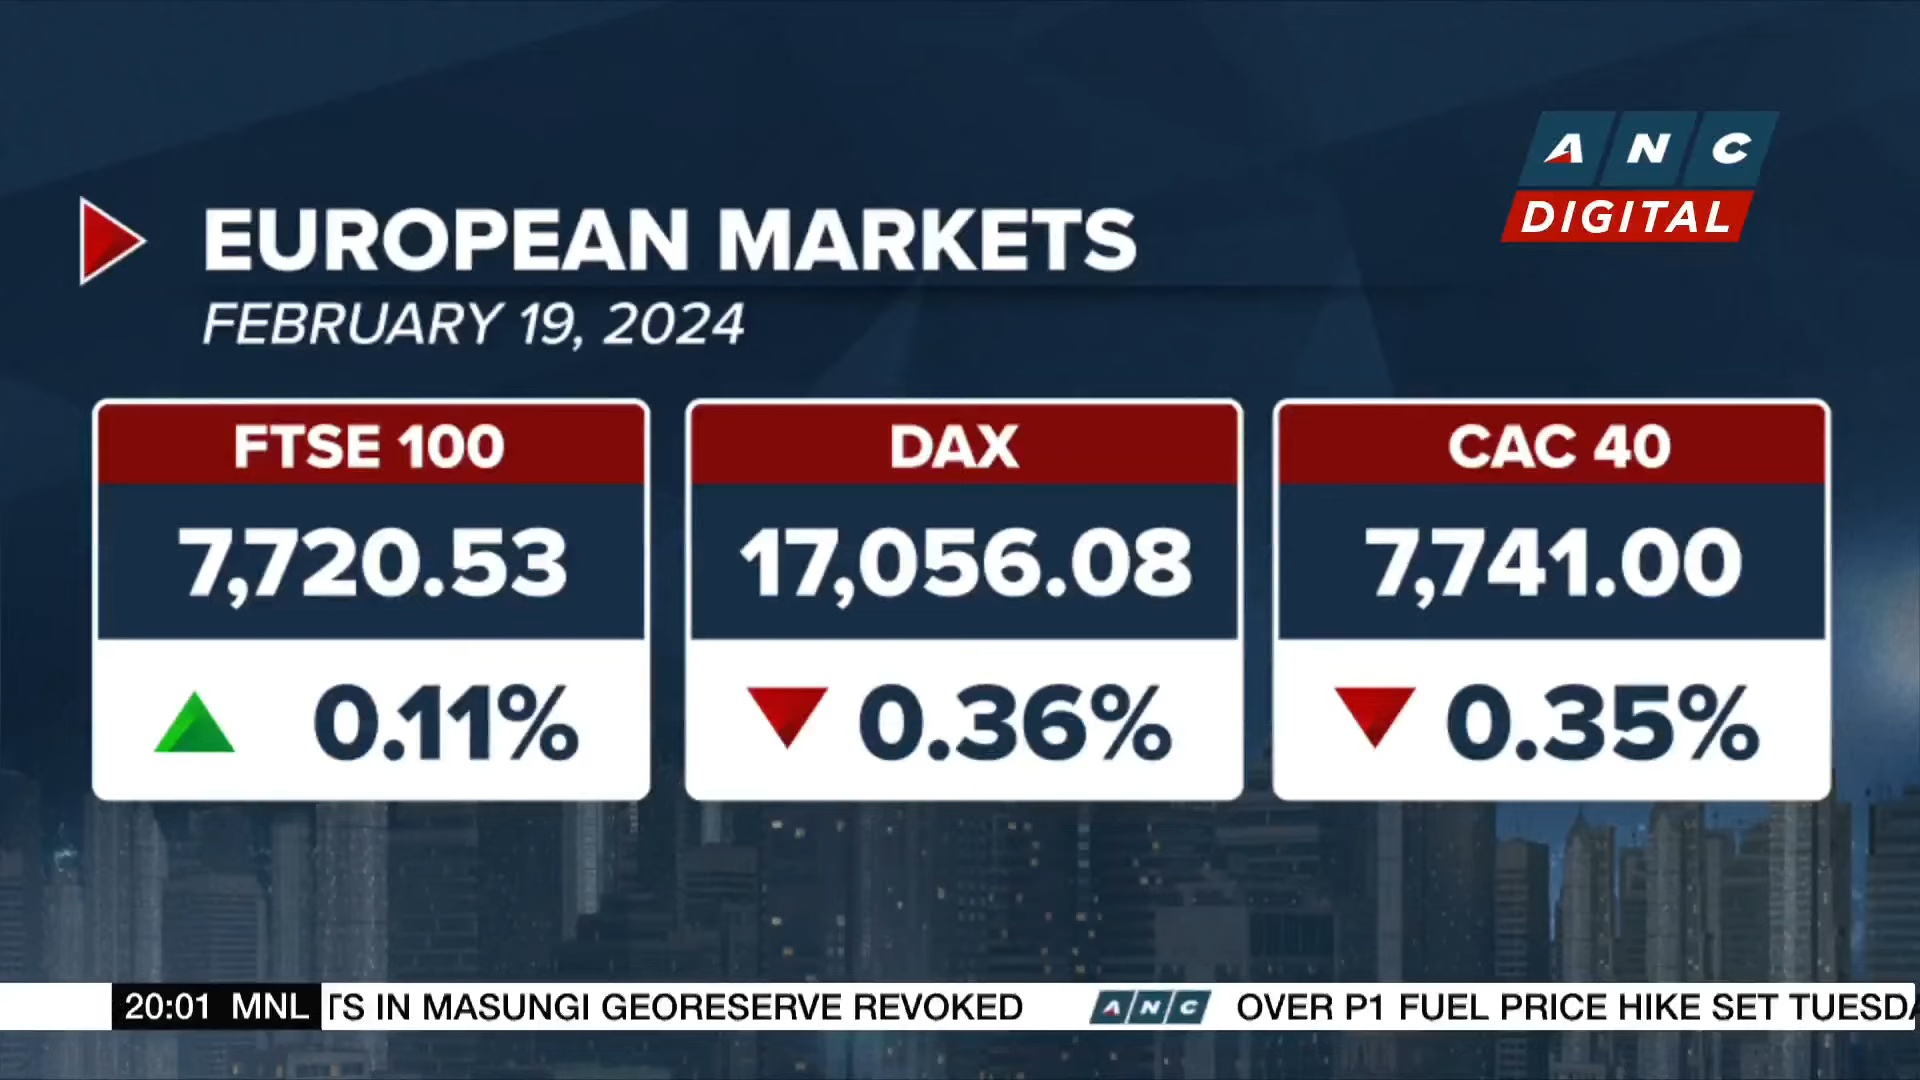 ANC
DIGITAL
EUROPEAN MARKETS
FEBRUARY 19, 2024
FTSE 100
7,720.53
0.11%
DAX
17,056.08
0.36%
CAC 40
7,741.00
0.35%
20:01 MNL TS IN MASUNGI GEORESERVE REVOKED ANC OVER P1 FUEL PRICE HIKE SET TUESDA